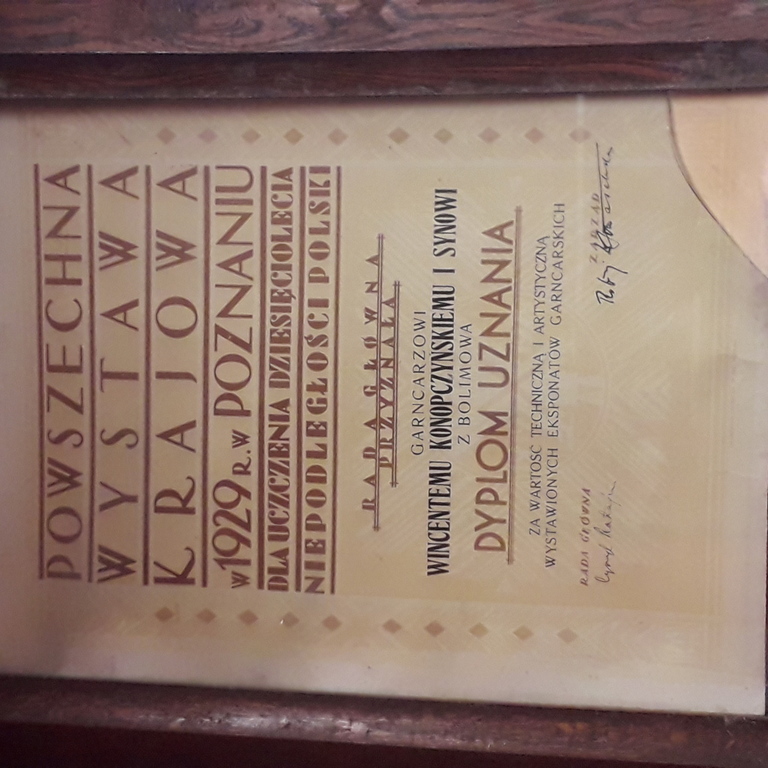 POWSZECHNA
WYSTAWA
KRAJOWA
W 1929 R. W POZNANIU
DLA UCZCZENIA DZIESIĘCIOLECIA
NIEPODLEGŁOŚCI POLSKI
RADA GŁÓWNA
PRZYZNAŁA
GARNCARZOWI
WINCENTEMU KONOPCZYNSKIEMU I SYNOWI
Z BOLIMOWA
DYPLOM UZNANIA
ZA WARTOŚĆ TECHNICZNĄ I ARTYSTYCZNĄ
WYSTAWIONYCH EKSPONATÓW GARNCARSKICH
RADA GŁÓWNA
ZARZĄD